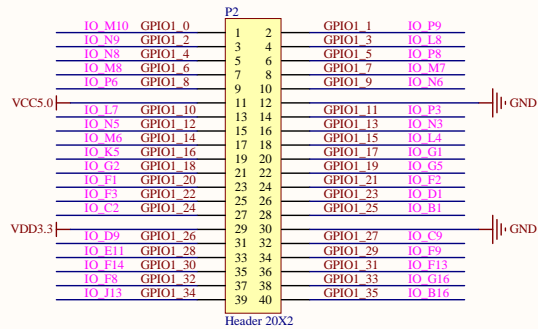 P2
IO_M10 GPIO1_0 1 2 GPIO1_1 IO_P9
IO_N9 GPIO1_2 3 4 GPIO1_3 IO_L8
IO_N8 GPIO1_4 5 6 GPIO1_5 IO_P8
IO_M8 GPIO1_6 7 8 GPIO1_7 IO_M7
IO_P6 GPIO1_8 9 10 GPIO1_9 IO_N6
VCC5.0 11 12 GND
IO_L7 GPIO1_10 13 14 GPIO1_11 IO_P3
IO_N5 GPIO1_12 15 16 GPIO1_13 IO_N3
IO_M6 GPIO1_14 17 18 GPIO1_15 IO_L4
IO_K5 GPIO1_16 19 20 GPIO1_17 IO_G1
IO_G2 GPIO1_18 21 22 GPIO1_19 IO_G5
IO_F1 GPIO1_20 23 24 GPIO1_21 IO_F2
IO_F3 GPIO1_22 25 26 GPIO1_23 IO_D1
IO_C2 GPIO1_24 27 28 GPIO1_25 IO_B1
VDD3.3 29 30 GND
IO_D9 GPIO1_26 31 32 GPIO1_27 IO_C9
IO_E11 GPIO1_28 33 34 GPIO1_29 IO_F9
IO_F14 GPIO1_30 35 36 GPIO1_31 IO_F13
IO_F8 GPIO1_32 37 38 GPIO1_33 IO_G16
IO_J13 GPIO1_34 39 40 GPIO1_35 IO_B16
Header 20X2